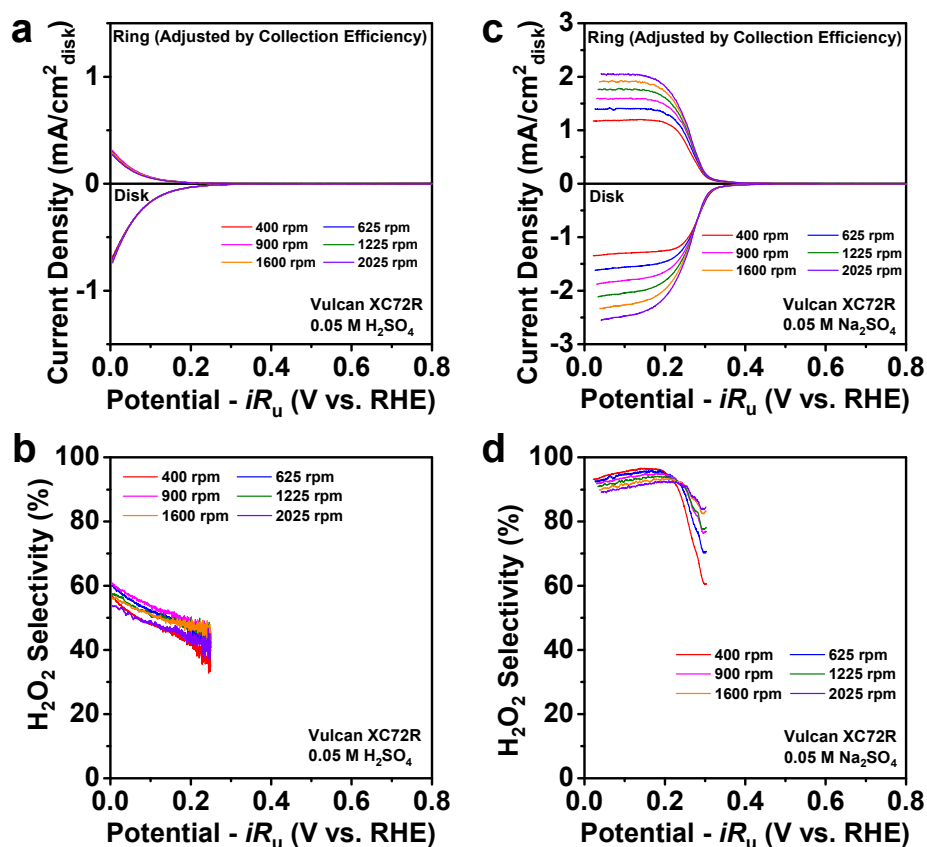 a
Ring (Adjusted by Collection Efficiency)
Disk
400 rpm 625 rpm
900 rpm 1225 rpm
1600 rpm 2025 rpm
Vulcan XC72R
0.05 M H₂SO₄
1
0
-1
Current Density (mA/cm²disk)
0.0 0.2 0.4 0.6 0.8
Potential - iRᵤ (V vs. RHE)
c
Ring (Adjusted by Collection Efficiency)
Disk
400 rpm 625 rpm
900 rpm 1225 rpm
1600 rpm 2025 rpm
Vulcan XC72R
0.05 M Na₂SO₄
3
2
1
0
-1
-2
-3
Current Density (mA/cm²disk)
0.0 0.2 0.4 0.6 0.8
Potential - iRᵤ (V vs. RHE)
b
400 rpm 625 rpm
900 rpm 1225 rpm
1600 rpm 2025 rpm
Vulcan XC72R
0.05 M H₂SO₄
100
80
60
40
20
0
H₂O₂ Selectivity (%)
0.0 0.2 0.4 0.6 0.8
Potential - iRᵤ (V vs. RHE)
d
400 rpm 625 rpm
900 rpm 1225 rpm
1600 rpm 2025 rpm
Vulcan XC72R
0.05 M Na₂SO₄
100
80
60
40
20
0
H₂O₂ Selectivity (%)
0.0 0.2 0.4 0.6 0.8
Potential - iRᵤ (V vs. RHE)